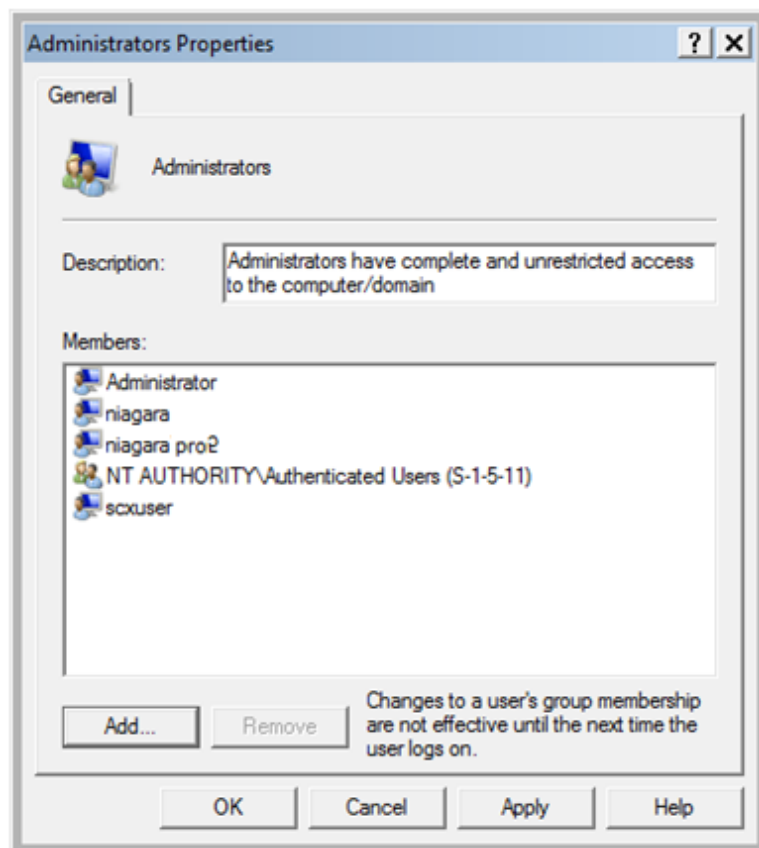 Administrators Properties
?
General
Administrators
Description:
Administrators have complete and unrestricted access
to the computer/domain
Members:
Administrator
niagara
niagara pro2
NT AUTHORITY\Authenticated Users (S-1-5-11)
scxuser
Add...
Remove
Changes to a user's group membership
are not effective until the next time the
user logs on.
OK
Cancel
Apply
Help